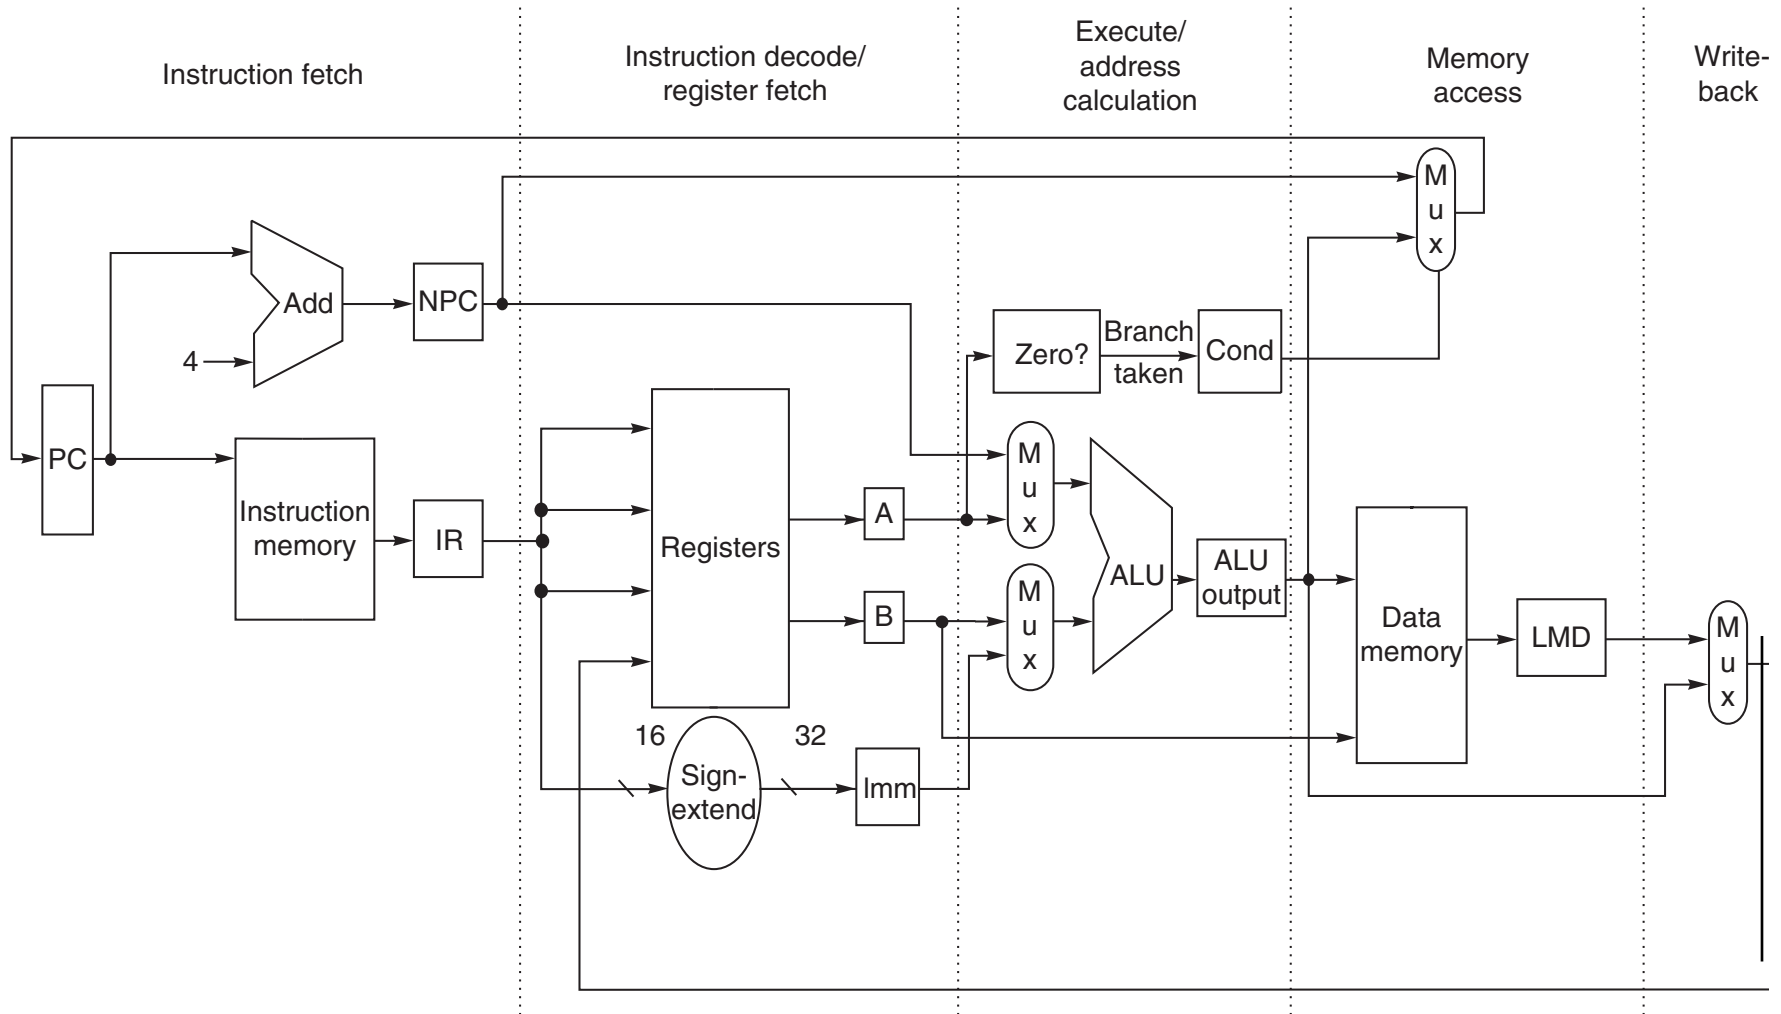 Instruction fetch
Instruction decode/
register fetch
Execute/
address
calculation
Memory
access
Write-
back
M
u
x
Add
NPC
4
Zero?
Branch
taken
Cond
PC
Instruction
memory
IR
Registers
A
B
M
u
x
M
u
x
ALU
ALU
output
Data
memory
LMD
M
u
x
16
Sign-
extend
32
Imm